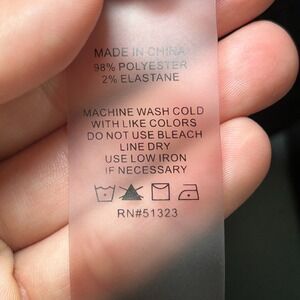 MADE IN CHINA
98% POLYESTER
2% ELASTANE
MACHINE WASH COLD
WITH LIKE COLORS
DO NOT USE BLEACH
LINE DRY
USE LOW IRON
IF NECESSARY
RN#51323